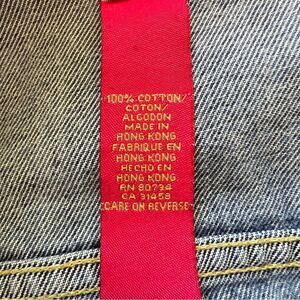 100% COTTON/
COTON/
ALGODON
MADE IN
HONG KONG
FABRIQUE EN
HONG KONG
HECHO EN
HONG KONG
RN 80734
CA 31458
CARE ON REVERSE